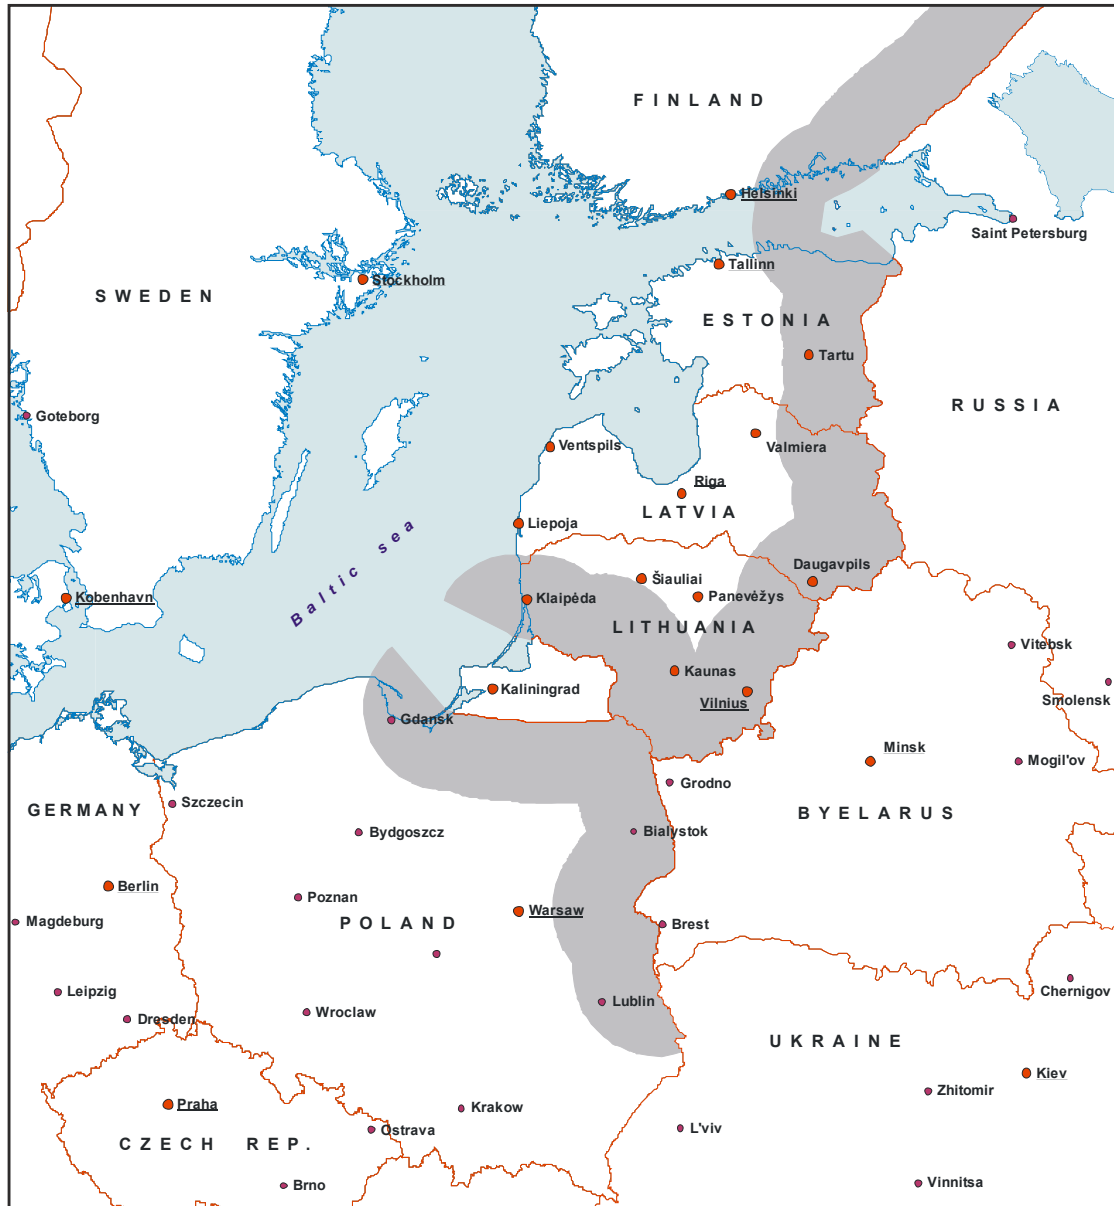 FINLAND
Helsinki
Saint Petersburg
Tallinn
Stockholm
SWEDEN
ESTONIA
Tartu
RUSSIA
Goteborg
Ventspils
Valmiera
Riga
LATVIA
Liepoja
Baltic sea
Daugavpils
Šiauliai
Panevėžys
Kobenhavn
Klaipėda
LITHUANIA
Vitebsk
Kaunas
Kaliningrad
Vilnius
Smolensk
Gdansk
Minsk
Mogil'ov
Grodno
GERMANY
Szczecin
BYELARUS
Bydgoszcz
Bialystok
Berlin
Poznan
Warsaw
Magdeburg
POLAND
Brest
Leipzig
Chernigov
Lublin
Dresden
Wroclaw
UKRAINE
Kiev
Zhitomir
Praha
Krakow
Ostrava
L'viv
CZECH REP.
Brno
Vinnitsa